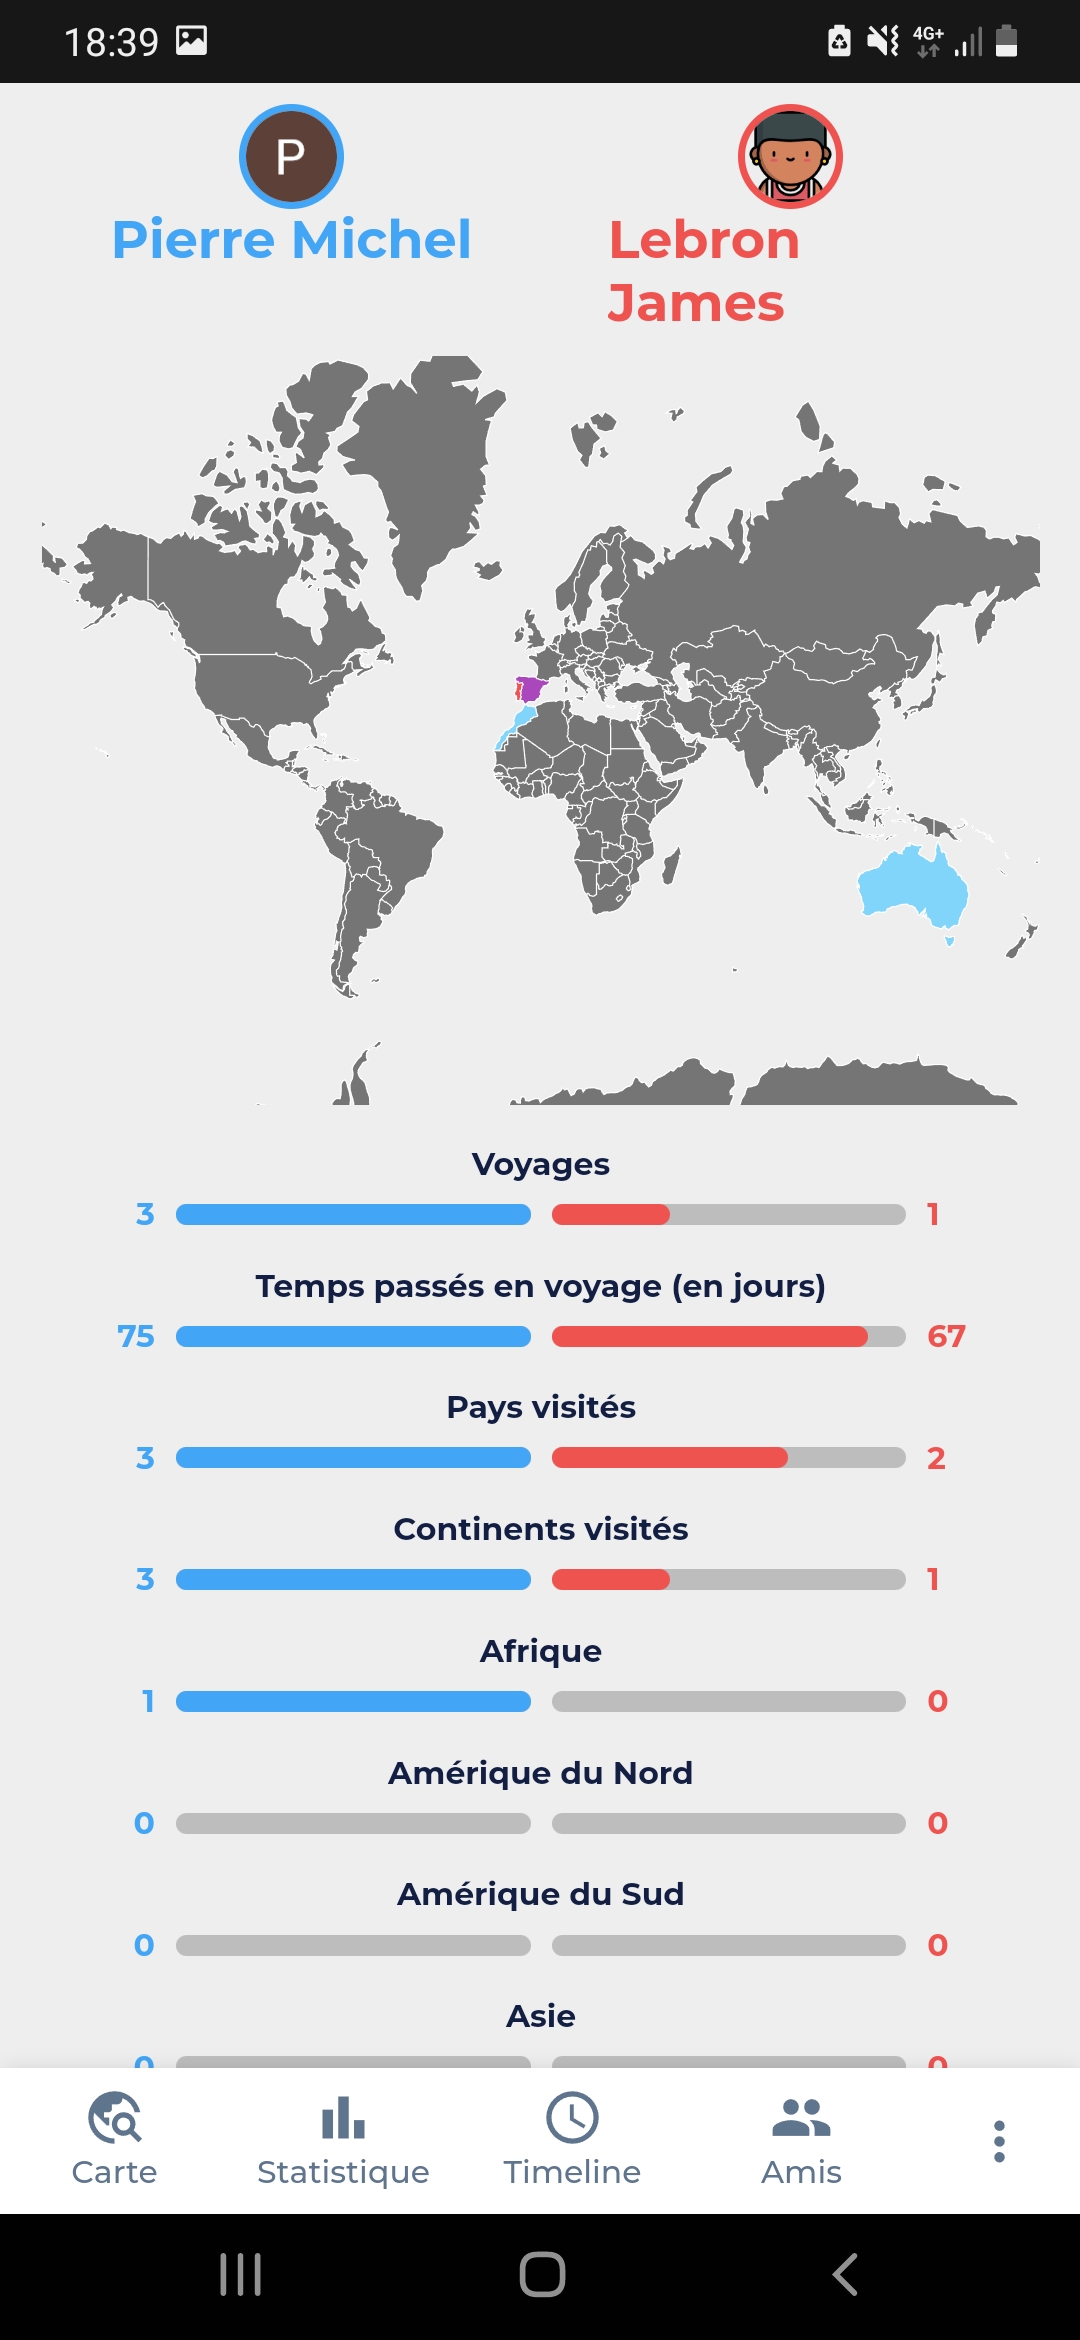 18:39
4G+
P
Pierre Michel
Lebron
James
Voyages
3 1
Temps passés en voyage (en jours)
75 67
Pays visités
3 2
Continents visités
3 1
Afrique
1 0
Amérique du Nord
0 0
Amérique du Sud
0 0
Asie
0 0
Carte Statistique Timeline Amis